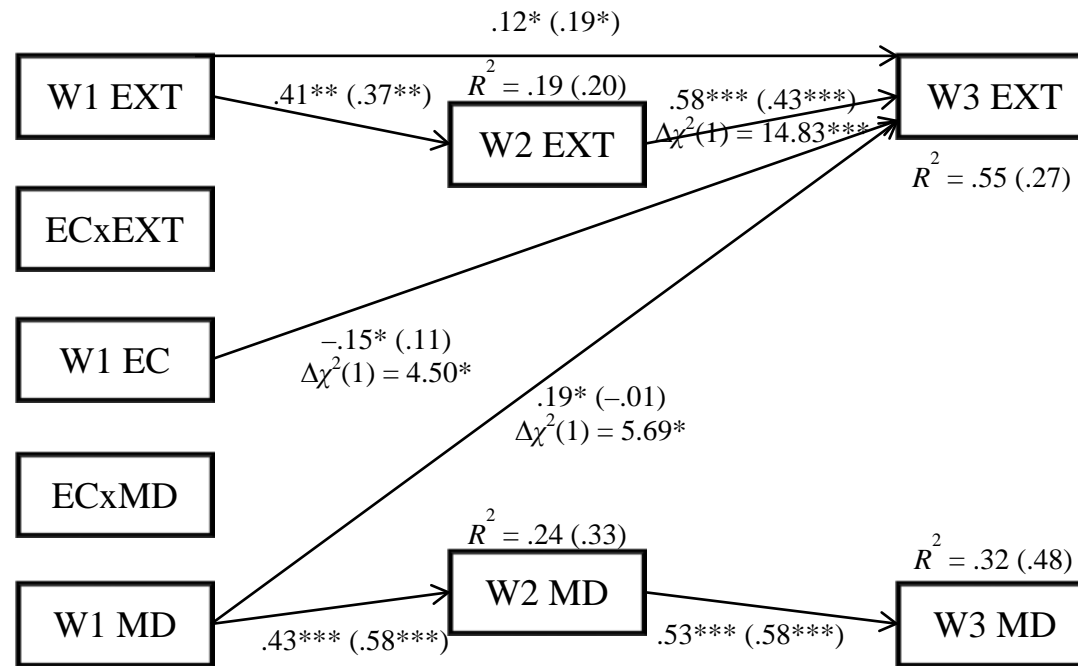 .12* (.19*)
W1 EXT
.41** (.37**)
R² = .19 (.20)
W2 EXT
.58*** (.43***)
Δχ²(1) = 14.83***
W3 EXT
R² = .55 (.27)
ECxEXT
W1 EC
–.15* (.11)
Δχ²(1) = 4.50*
.19* (–.01)
Δχ²(1) = 5.69*
ECxMD
R² = .24 (.33)
W2 MD
R² = .32 (.48)
W1 MD
.43*** (.58***)
.53*** (.58***)
W3 MD